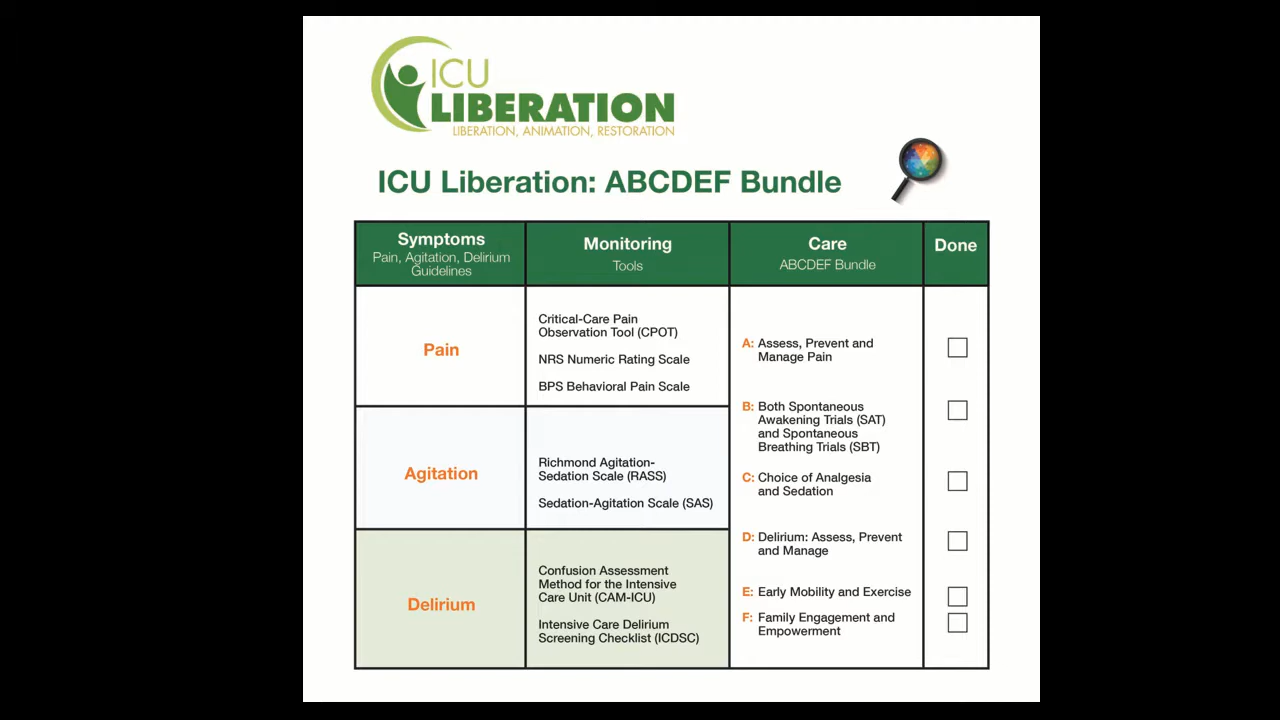 ICU
LIBERATION
LIBERATION, ANIMATION, RESTORATION
ICU Liberation: ABCDEF Bundle
Symptoms
Pain, Agitation, Delirium
Guidelines
Monitoring
Tools
Care
ABCDEF Bundle
Done
Pain
Critical-Care Pain
Observation Tool (CPOT)
NRS Numeric Rating Scale
BPS Behavioral Pain Scale
Agitation
Richmond Agitation-
Sedation Scale (RASS)
Sedation-Agitation Scale (SAS)
Delirium
Confusion Assessment
Method for the Intensive
Care Unit (CAM-ICU)
Intensive Care Delirium
Screening Checklist (ICDSC)
A: Assess, Prevent and
Manage Pain
B: Both Spontaneous
Awakening Trials (SAT)
and Spontaneous
Breathing Trials (SBT)
C: Choice of Analgesia
and Sedation
D: Delirium: Assess, Prevent
and Manage
E: Early Mobility and Exercise
F: Family Engagement and
Empowerment